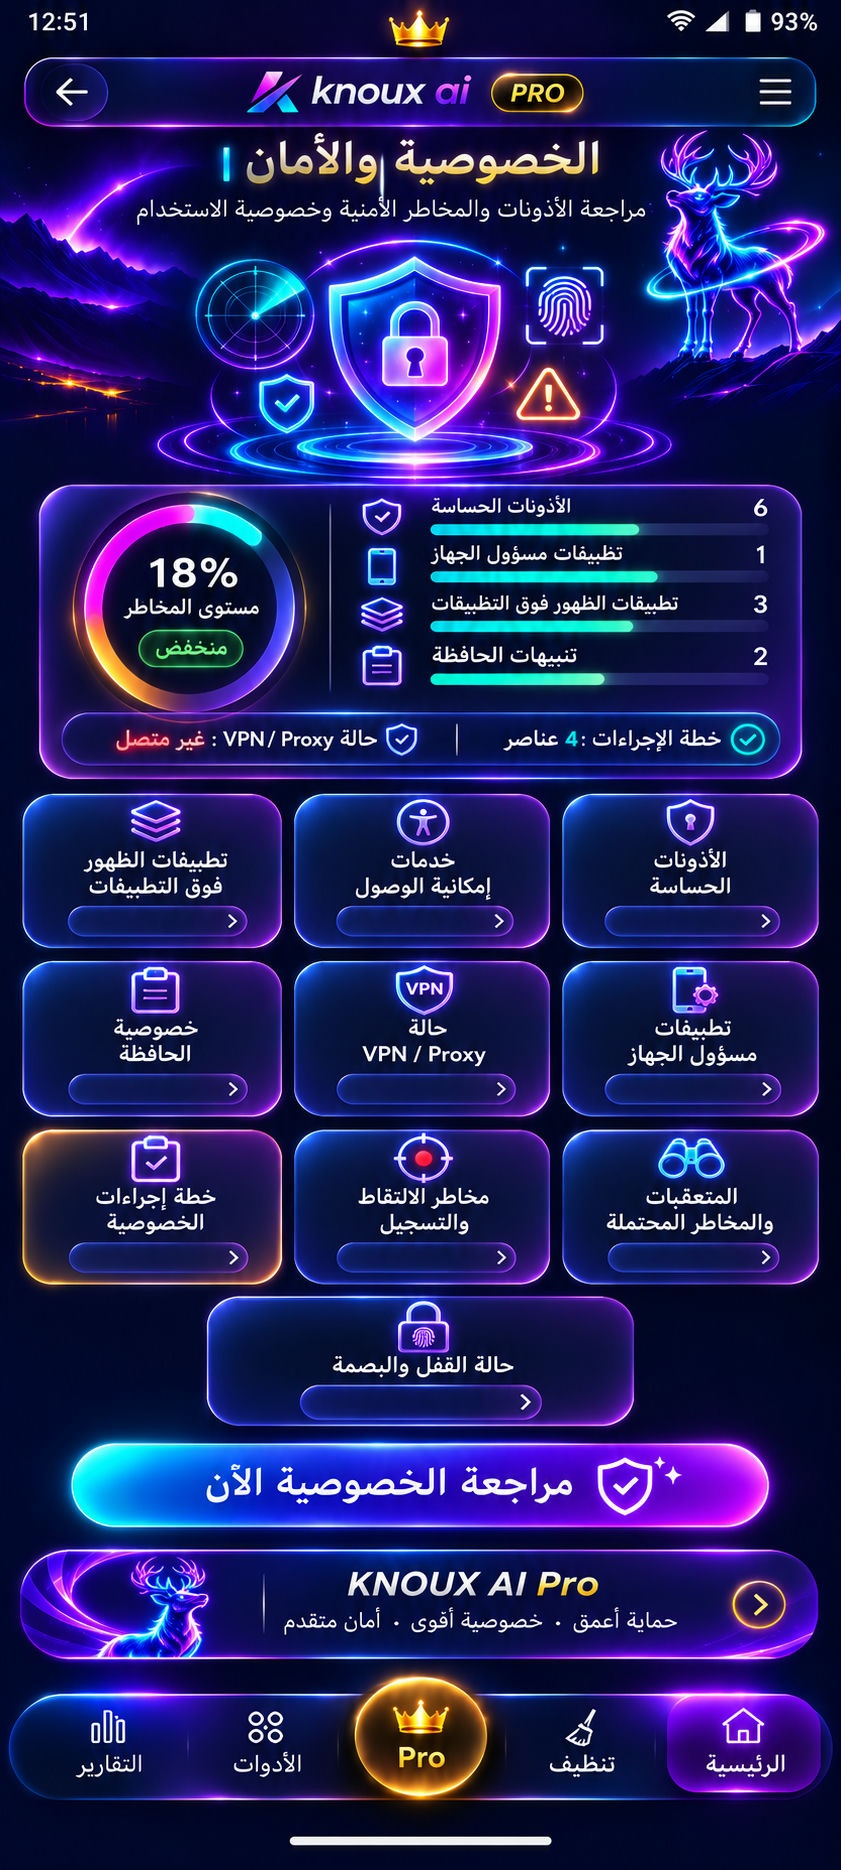 12:51
93%
knoux ai PRO
الخصوصية والأمان
مراجعة الأذونات والمخاطر الأمنية وخصوصية الاستخدام
18%
مستوى المخاطر
منخفض
الأذونات الحساسة 6
تطبيقات مسؤول الجهاز 1
تطبيقات الظهور فوق التطبيقات 3
تنبيهات الحافظة 2
خطة الإجراءات : 4 عناصر
حالة VPN / Proxy : غير متصل
الأذونات
الحساسة
خدمات
إمكانية الوصول
تطبيقات الظهور
فوق التطبيقات
تطبيقات
مسؤول الجهاز
VPN
حالة
VPN / Proxy
خصوصية
الحافظة
المتعقبات
والمخاطر المحتملة
مخاطر الالتقاط
والتسجيل
خطة إجراءات
الخصوصية
حالة القفل والبصمة
مراجعة الخصوصية الآن
KNOUX AI Pro
حماية أعمق • خصوصية أقوى • أمان متقدم
الرئيسية
تنظيف
Pro
الأدوات
التقارير